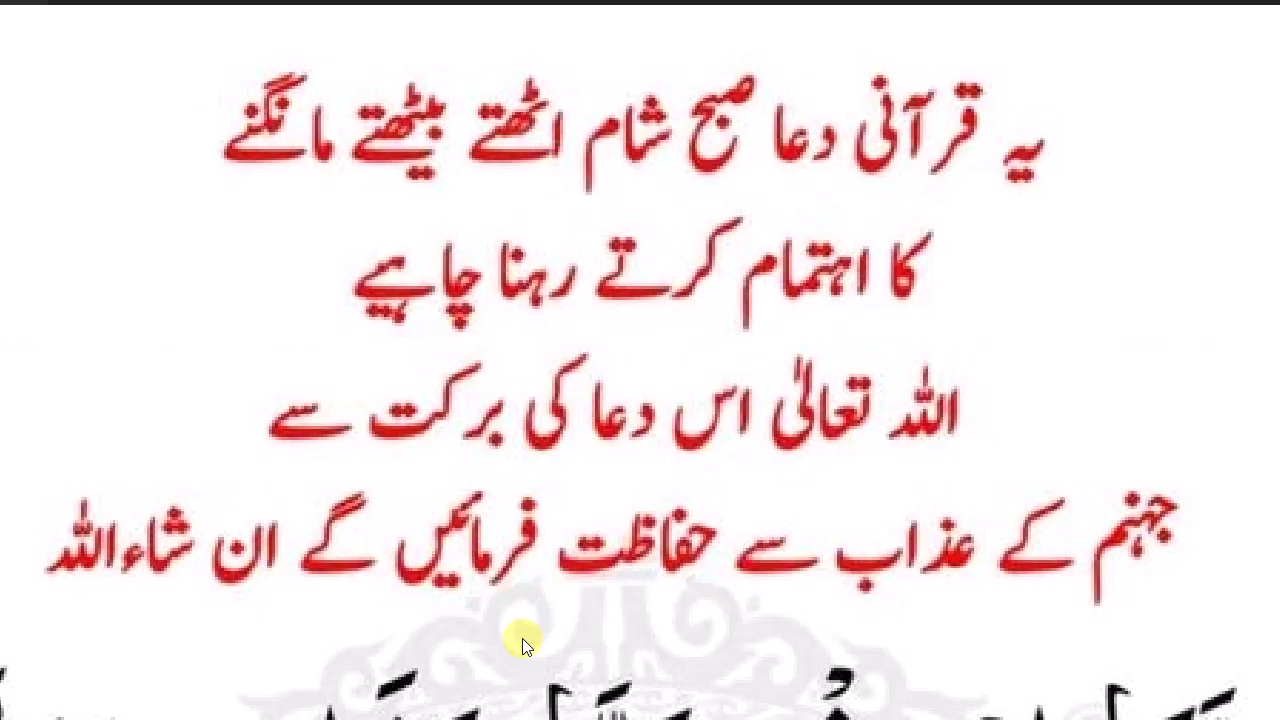 یہ قرآنی دعا صبح شام اٹھتے بیٹھتے مانگنے
کا اہتمام کرتے رہنا چاہیے
اللہ تعالیٰ اس دعا کی برکت سے
جہنم کے عذاب سے حفاظت فرمائیں گے ان شاءاللہ